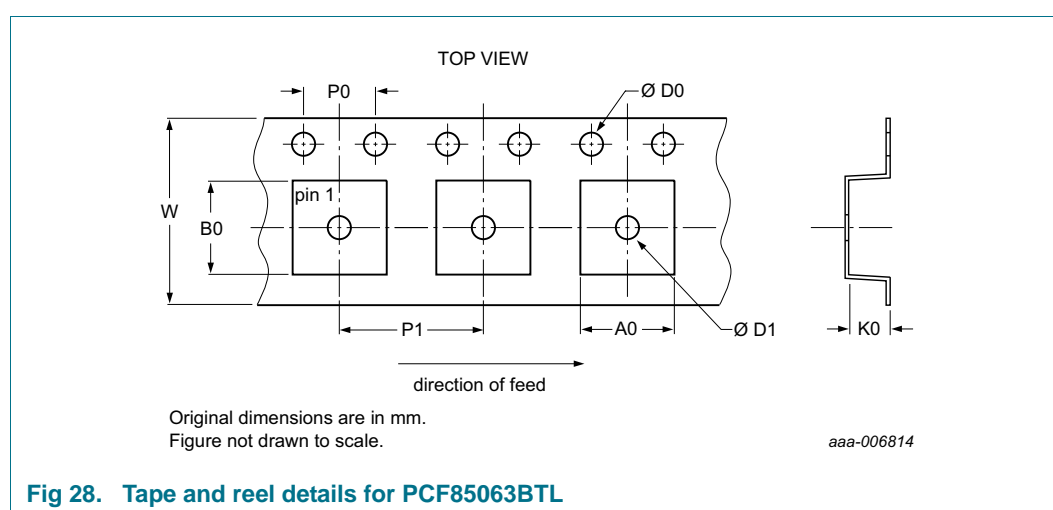 TOP VIEW
P0
Ø D0
pin 1
W
B0
P1
A0
Ø D1
K0
direction of feed
Original dimensions are in mm.
Figure not drawn to scale.
aaa-006814
Fig 28. Tape and reel details for PCF85063BTL